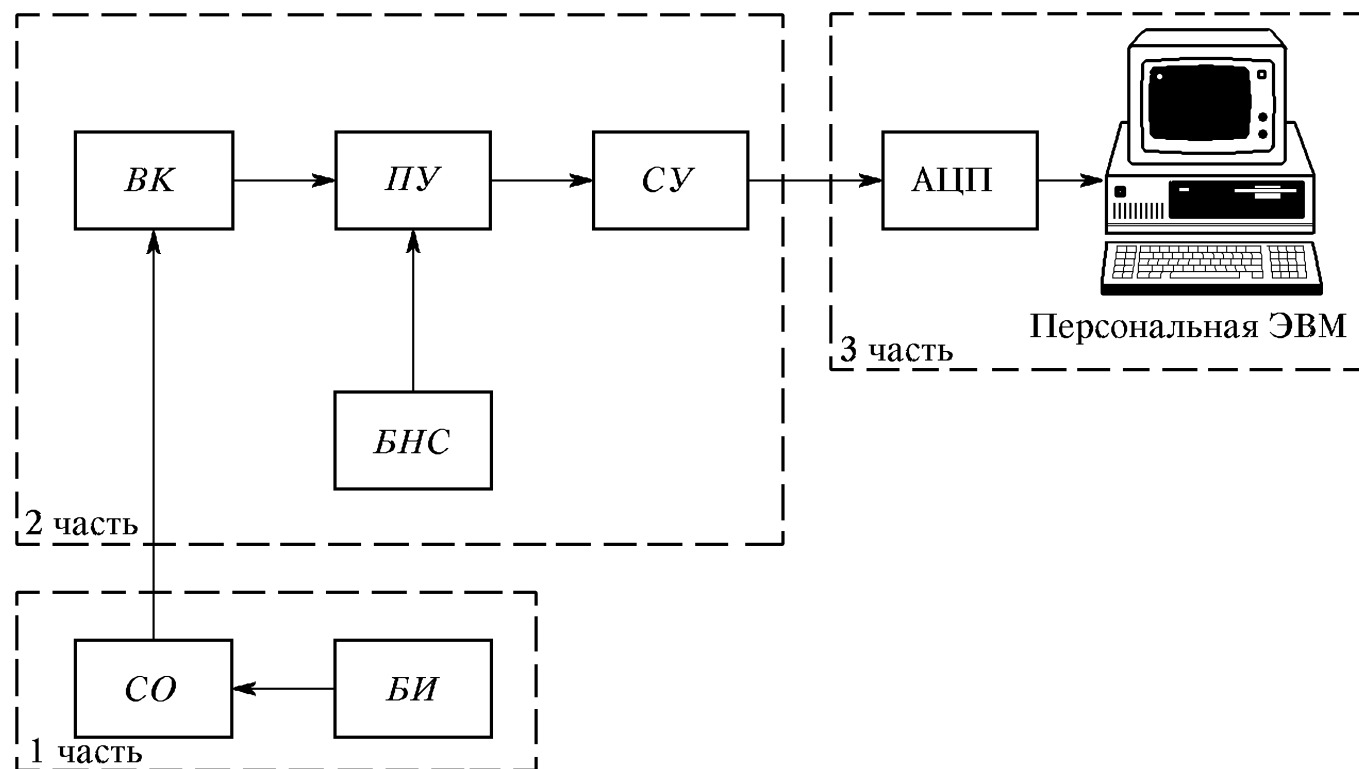 ВК
ПУ
СУ
АЦП
Персональная ЭВМ
3 часть
БНС
2 часть
СО
БИ
1 часть